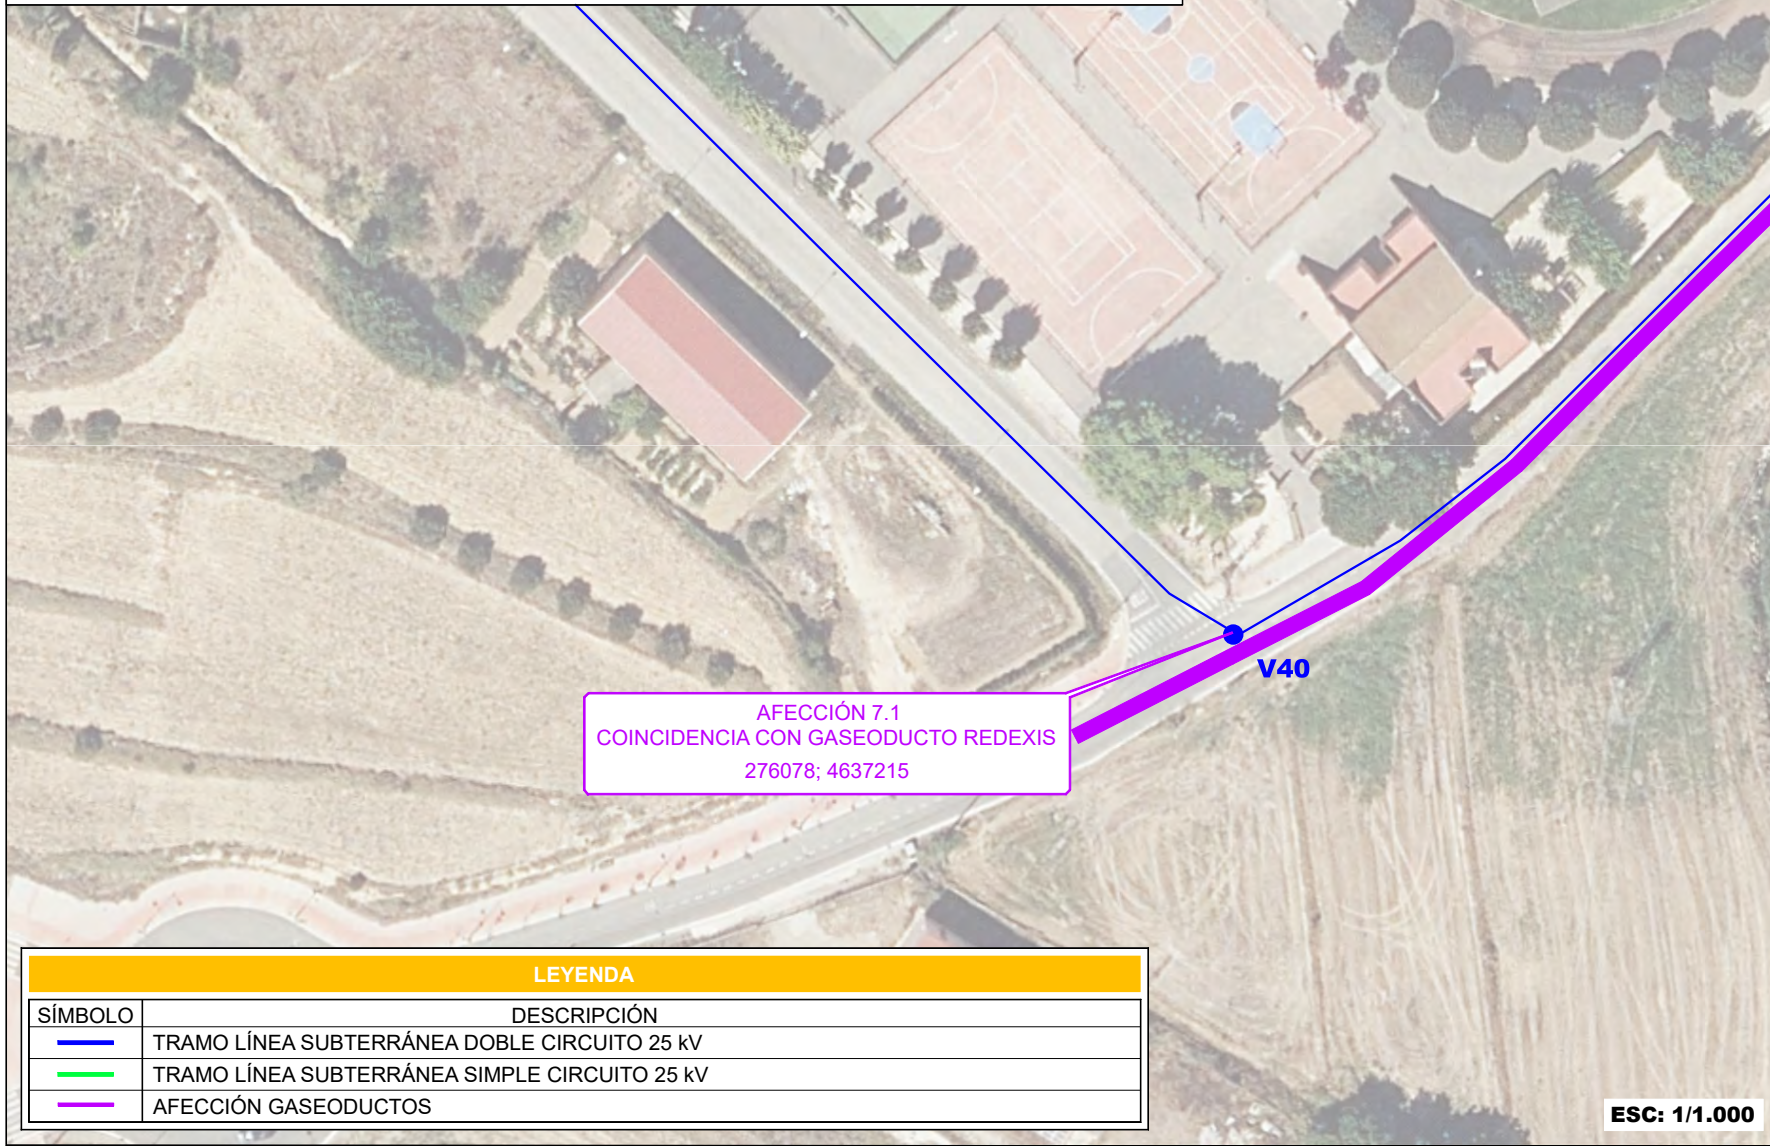 V40
AFECCIÓN 7.1
COINCIDENCIA CON GASEODUCTO REDEXIS
276078; 4637215
LEYENDA
SÍMBOLO DESCRIPCIÓN
TRAMO LÍNEA SUBTERRÁNEA DOBLE CIRCUITO 25 kV
TRAMO LÍNEA SUBTERRÁNEA SIMPLE CIRCUITO 25 kV
AFECCIÓN GASEODUCTOS
ESC: 1/1.000